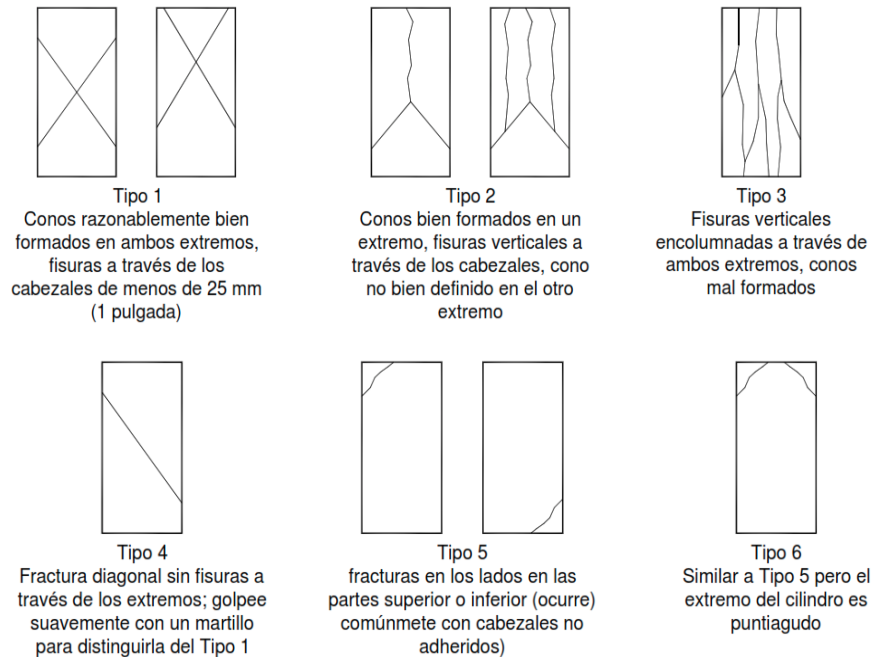 Tipo 1
Conos razonablemente bien
formados en ambos extremos,
fisuras a través de los
cabezales de menos de 25 mm
(1 pulgada)
Tipo 2
Conos bien formados en un
extremo, fisuras verticales a
través de los cabezales, cono
no bien definido en el otro
extremo
Tipo 3
Fisuras verticales
encolumnadas a través de
ambos extremos, conos
mal formados
Tipo 4
Fractura diagonal sin fisuras a
través de los extremos; golpee
suavemente con un martillo
para distinguirla del Tipo 1
Tipo 5
fracturas en los lados en las
partes superior o inferior (ocurre)
comúnmete con cabezales no
adheridos)
Tipo 6
Similar a Tipo 5 pero el
extremo del cilindro es
puntiagudo